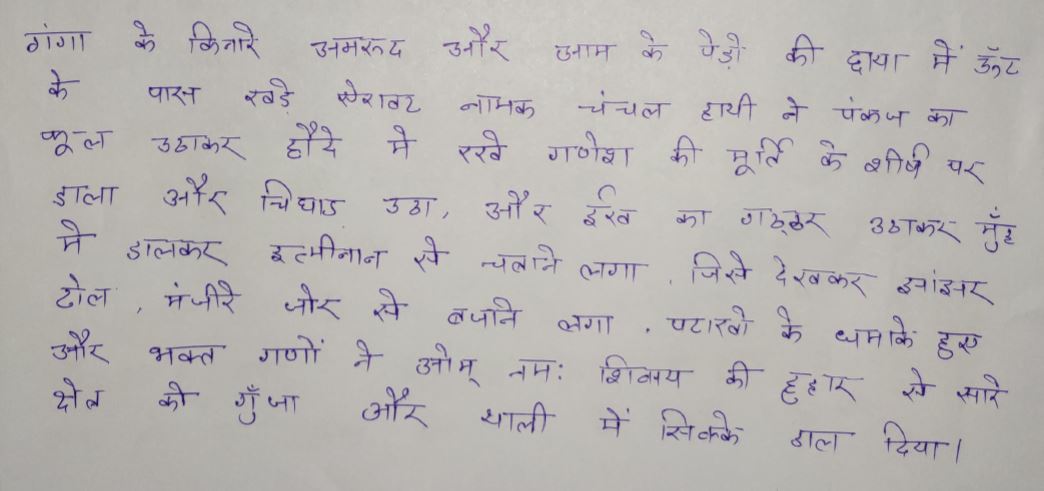 गंगा के किनारे अमरूद और आम के पेड़ो की छाया में ऊँट
के पास खड़े ऐरावट नामक चंचल हाथी ने पंकज का
फूल उठाकर हौदे मे रखे गणेश की मूर्ति के शीर्ष पर
डाला और चिघाड उठा, और ईख का गठ्ठर उठाकर मुँह
मे डालकर इत्मीनान से चबाने लगा, जिसे देखकर झांझर
ढोल, मंजीरे जोर से बजाने लगा, पटाखो के धमाके हुए
और भक्त गणों ने ओम् नम: शिवाय की हुहार से सारे
क्षेत्र को गुँजा और थाली में सिक्के डाल दिया।